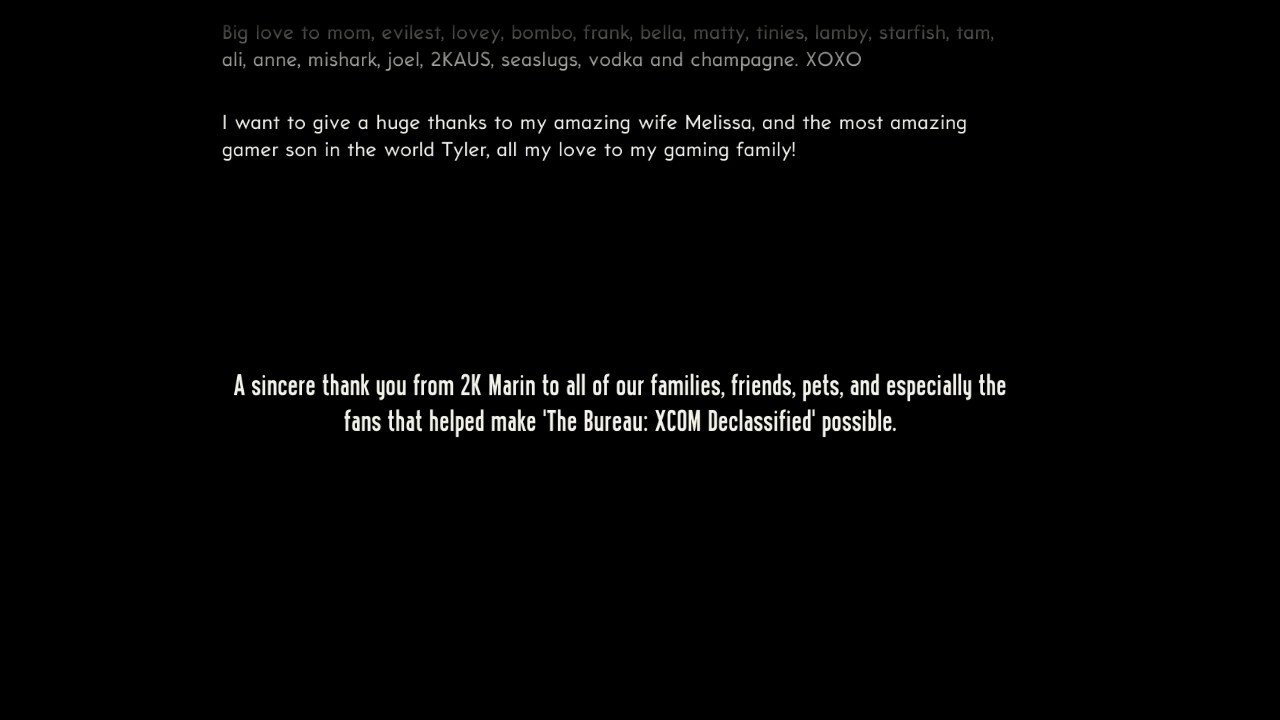 Big love to mom, evilest, lovey, bombo, frank, bella, matty, tinies, lamby, starfish, tam,
ali, anne, mishark, joel, 2KAUS, seaslugs, vodka and champagne. XOXO
I want to give a huge thanks to my amazing wife Melissa, and the most amazing
gamer son in the world Tyler, all my love to my gaming family!
A sincere thank you from 2K Marin to all of our families, friends, pets, and especially the
fans that helped make 'The Bureau: XCOM Declassified' possible.